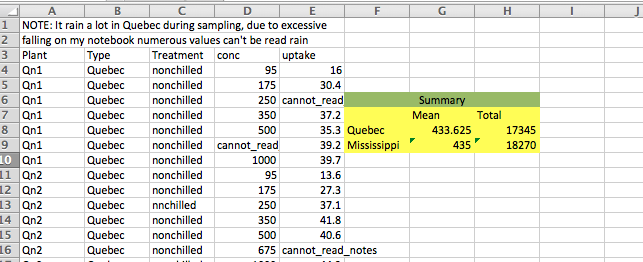 A B C D E F G H I J
1 NOTE: It rain a lot in Quebec during sampling, due to excessive
2 falling on my notebook numerous values can't be read rain
3 Plant Type Treatment conc uptake
4 Qn1 Quebec nonchilled 95 16
5 Qn1 Quebec nonchilled 175 30.4
6 Qn1 Quebec nonchilled 250 cannot_read Summary
7 Qn1 Quebec nonchilled 350 37.2 Mean Total
8 Qn1 Quebec nonchilled 500 35.3 Quebec 433.625 17345
9 Qn1 Quebec nonchilled cannot_read 39.2 Mississippi 435 18270
10 Qn1 Quebec nonchilled 1000 39.7
11 Qn2 Quebec nonchilled 95 13.6
12 Qn2 Quebec nonchilled 175 27.3
13 Qn2 Quebec nnchilled 250 37.1
14 Qn2 Quebec nonchilled 350 41.8
15 Qn2 Quebec nonchilled 500 40.6
16 Qn2 Quebec nonchilled 675 cannot_read_notes